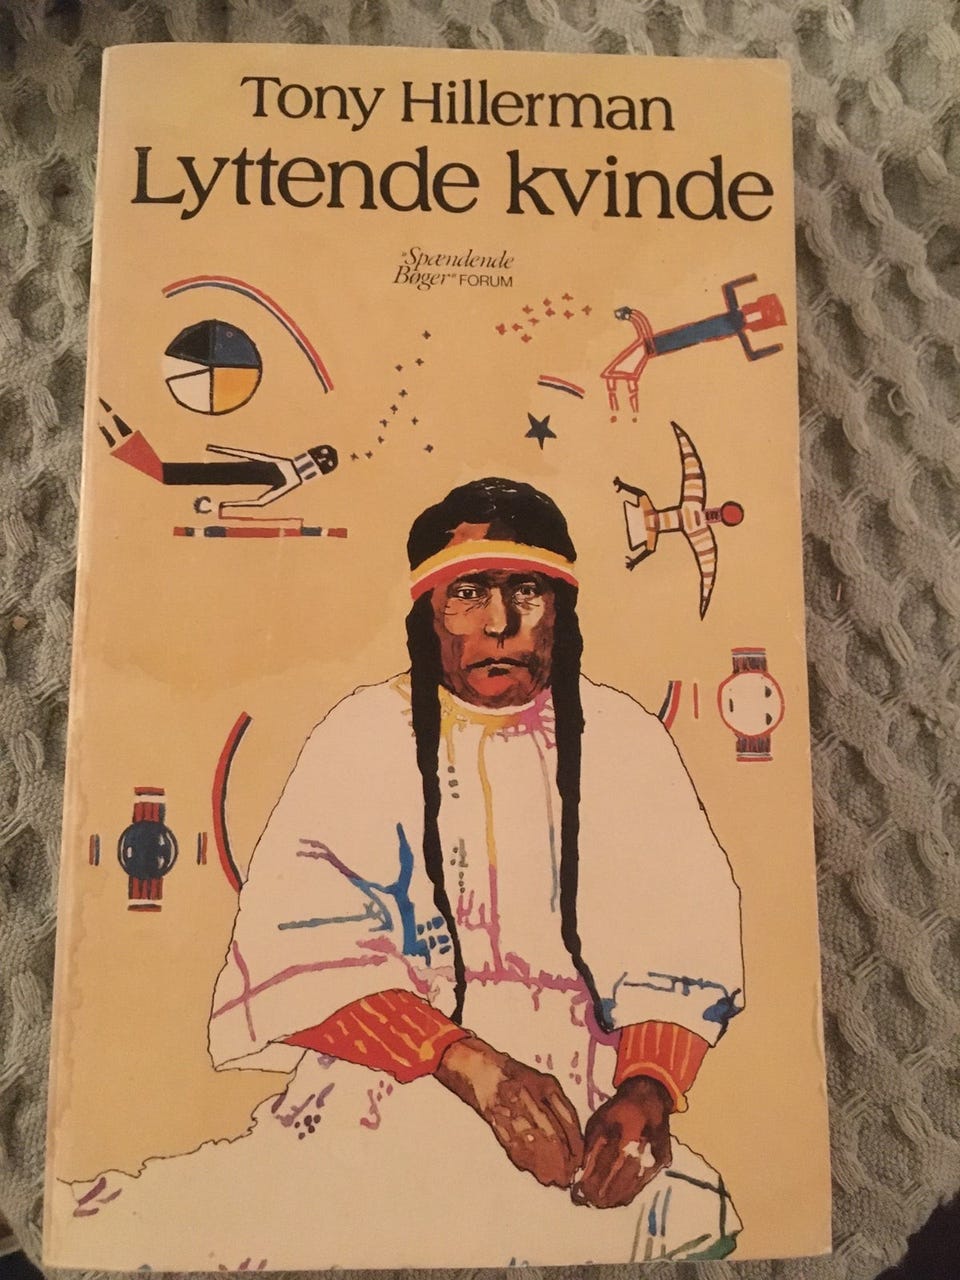 Tony Hillerman
Lyttende kvinde
»Spændende
Bøger« FORUM